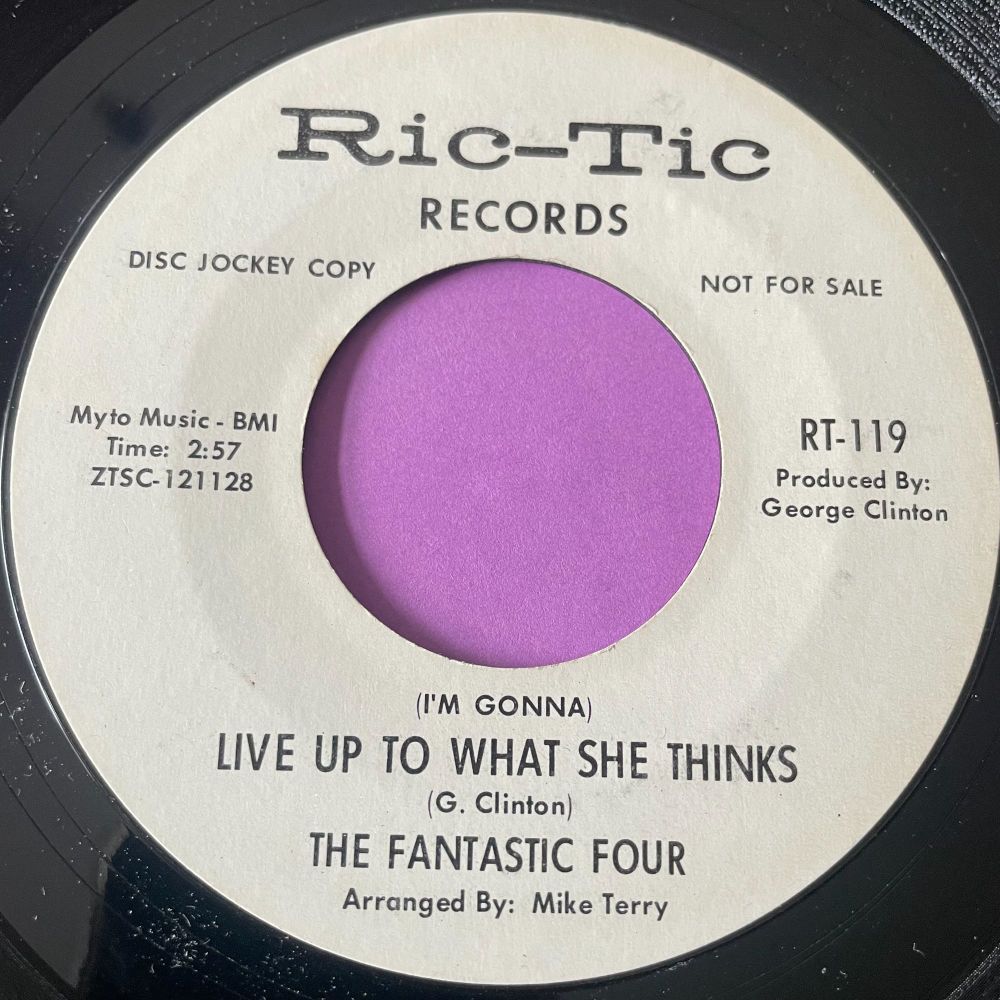 Ric-Tic
RECORDS
DISC JOCKEY COPY
NOT FOR SALE
Myto Music - BMI
Time: 2:57
ZTSC-121128
RT-119
Produced By:
George Clinton
(I'M GONNA)
LIVE UP TO WHAT SHE THINKS
(G. Clinton)
THE FANTASTIC FOUR
Arranged By: Mike Terry